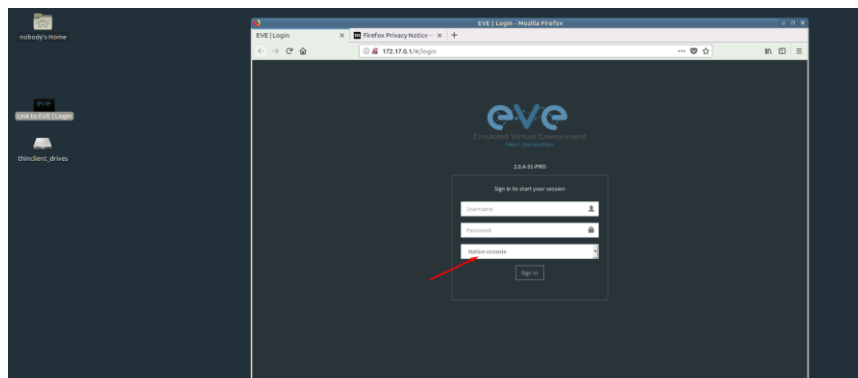 nobody's Home
Link to EVE | Login
thinclient_drives
EVE | Login - Mozilla Firefox
EVE | Login
Firefox Privacy Notice —
172.17.0.1/#/login
eve
Emulated Virtual Environment
Next Generation
2.0.4-31-PRO
Sign in to start your session
Username
Password
Native console
Sign In